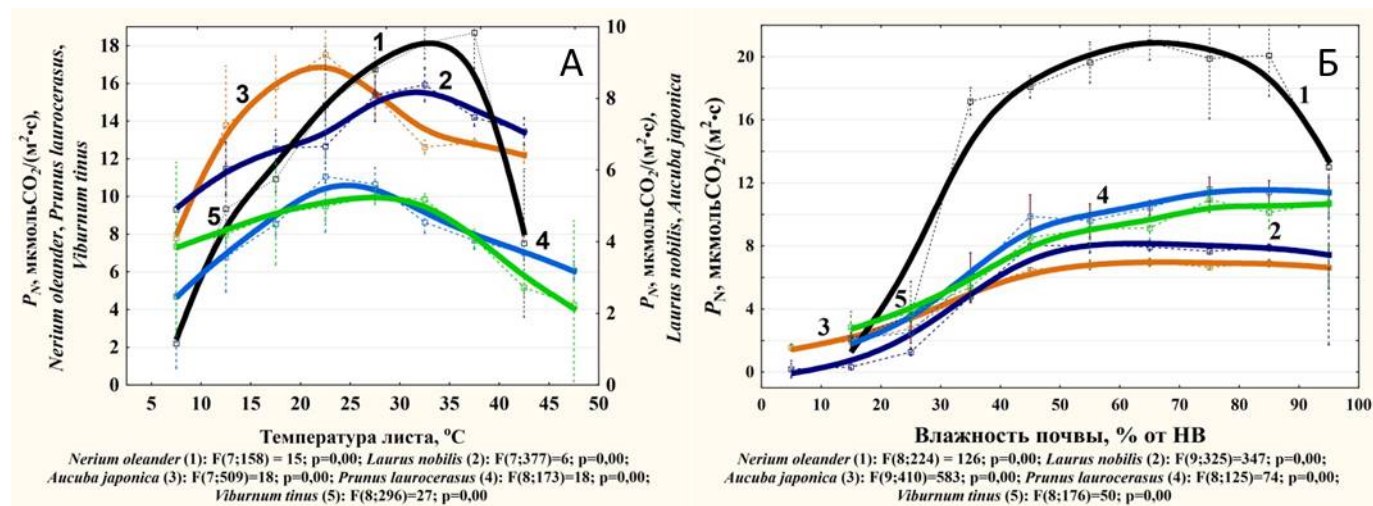 А
Pɴ, мкмольCO₂/(м²•с),
Nerium oleander, Prunus laurocerasus,
Viburnum tinus
18
16
14
12
10
8
6
4
2
0
1
2
3
4
5
10
8
6
4
2
0
Pɴ, мкмольCO₂/(м²•с),
Laurus nobilis, Aucuba japonica
5 10 15 20 25 30 35 40 45 50
Температура листа, °С
Nerium oleander (1): F(7;158) = 15; p=0,00; Laurus nobilis (2): F(7;377)=6; p=0,00;
Aucuba japonica (3): F(7;509)=18; p=0,00; Prunus laurocerasus (4): F(8;173)=18; p=0,00;
Viburnum tinus (5): F(8;296)=27; p=0,00
Б
Pɴ, мкмольCO₂/(м²•с)
20
16
12
8
4
0
1
4
2
5
3
0 10 20 30 40 50 60 70 80 90 100
Влажность почвы, % от НВ
Nerium oleander (1): F(8;224) = 126; p=0,00; Laurus nobilis (2): F(9;325)=347; p=0,00;
Aucuba japonica (3): F(9;410)=583; p=0,00; Prunus laurocerasus (4): F(8;125)=74; p=0,00;
Viburnum tinus (5): F(8;176)=50; p=0,00